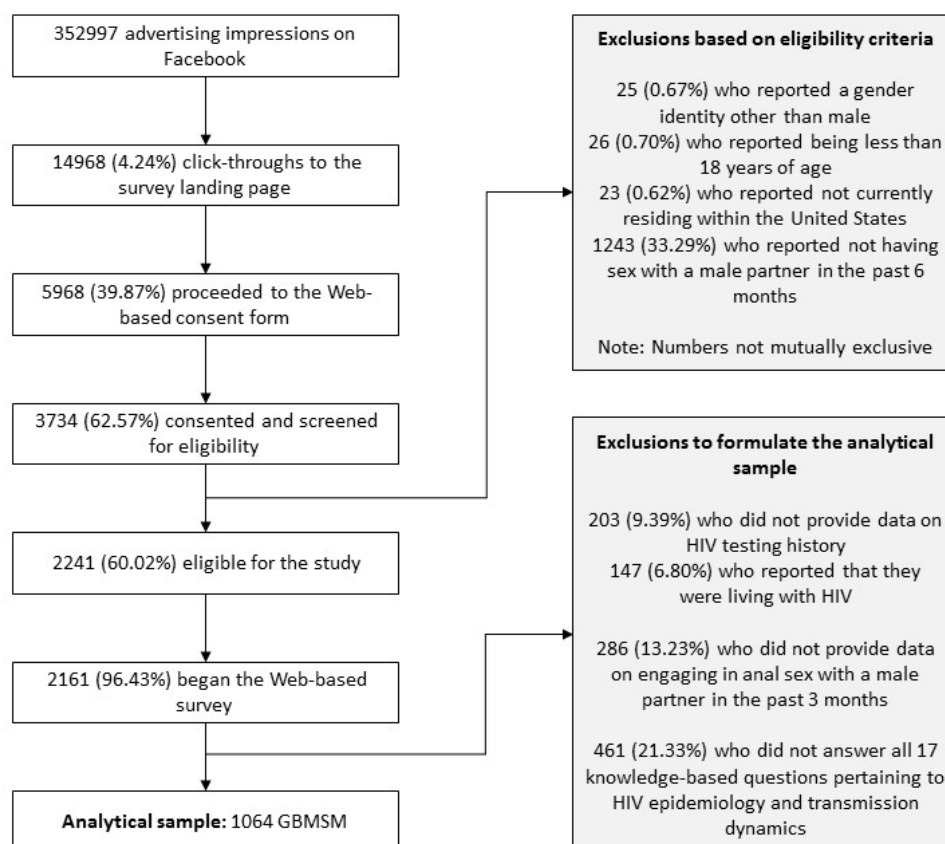 352997 advertising impressions on
Facebook
14968 (4.24%) click-throughs to the
survey landing page
5968 (39.87%) proceeded to the Web-
based consent form
3734 (62.57%) consented and screened
for eligibility
2241 (60.02%) eligible for the study
2161 (96.43%) began the Web-based
survey
Analytical sample: 1064 GBMSM
Exclusions based on eligibility criteria
25 (0.67%) who reported a gender
identity other than male
26 (0.70%) who reported being less than
18 years of age
23 (0.62%) who reported not currently
residing within the United States
1243 (33.29%) who reported not having
sex with a male partner in the past 6
months
Note: Numbers not mutually exclusive
Exclusions to formulate the analytical
sample
203 (9.39%) who did not provide data on
HIV testing history
147 (6.80%) who reported that they
were living with HIV
286 (13.23%) who did not provide data
on engaging in anal sex with a male
partner in the past 3 months
461 (21.33%) who did not answer all 17
knowledge-based questions pertaining to
HIV epidemiology and transmission
dynamics